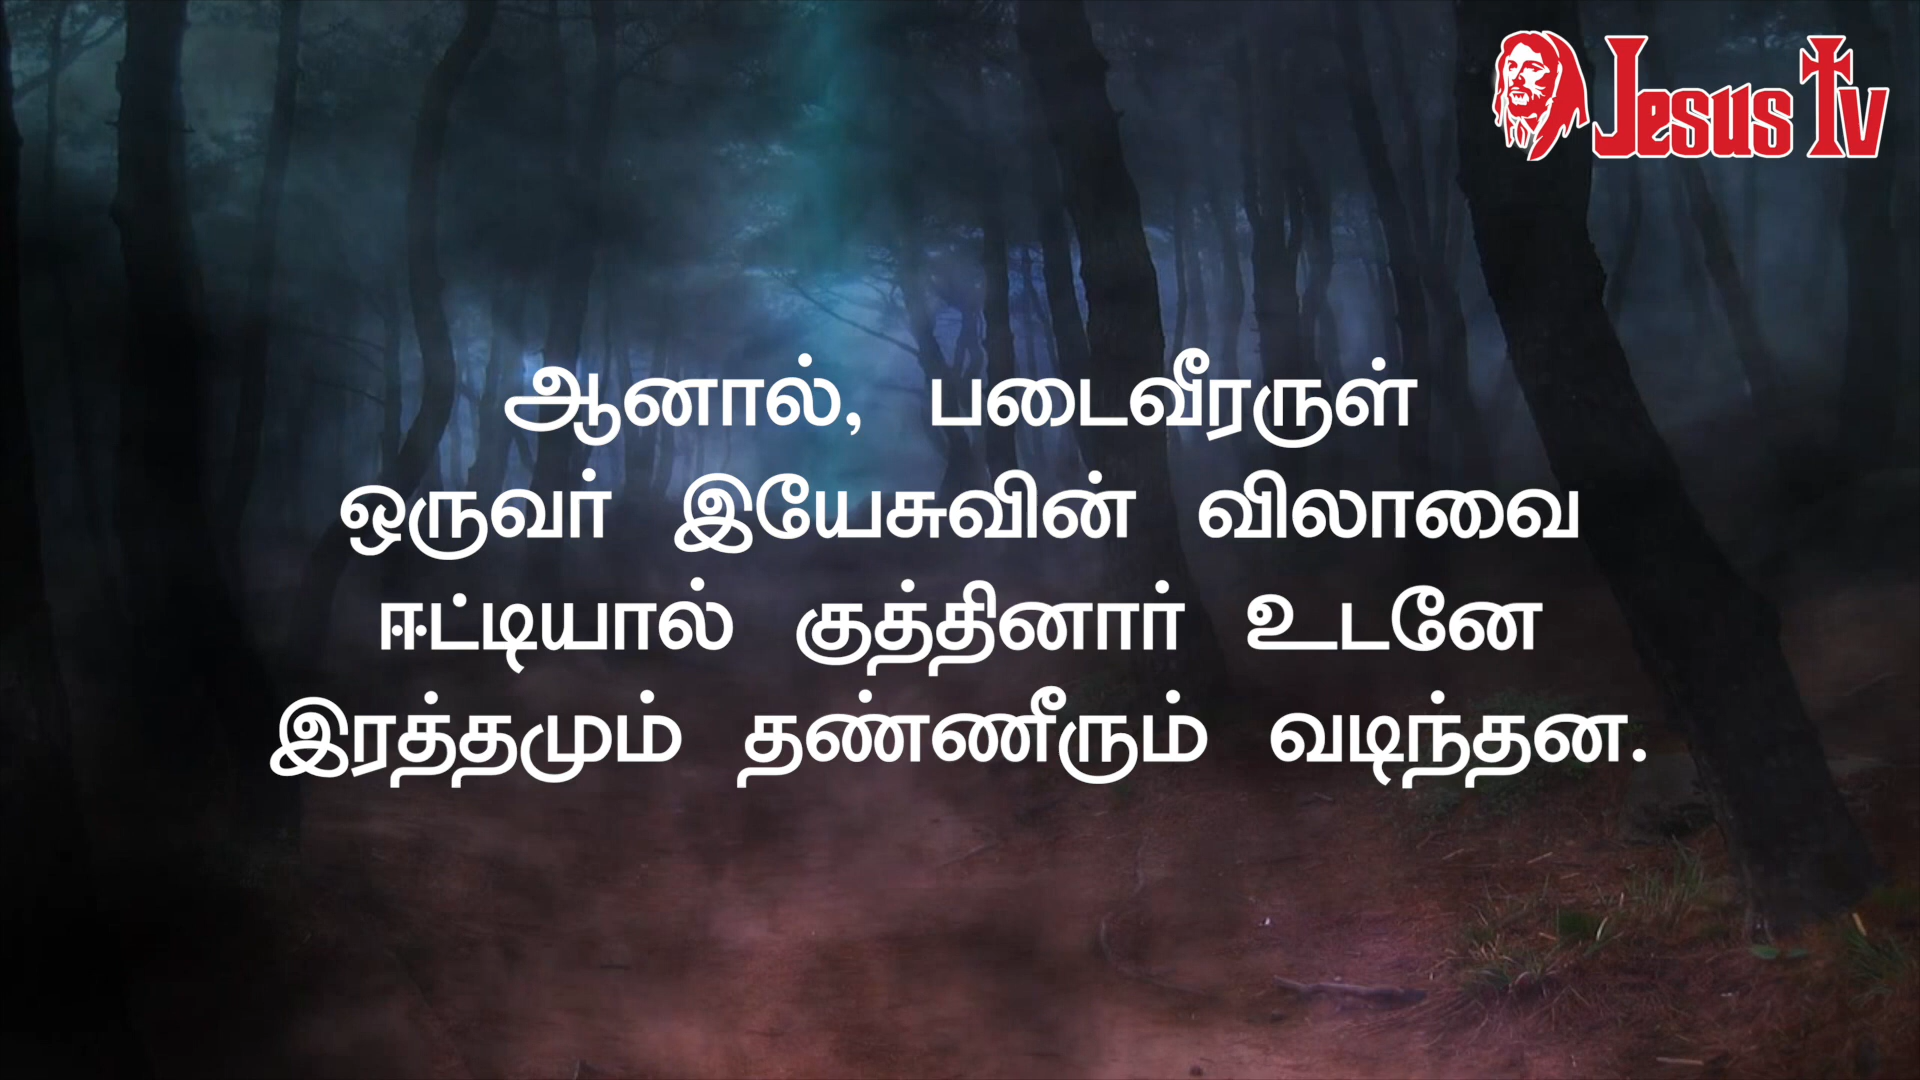 Jesus Tv
ஆனால், படைவீரருள்
ஒருவர் இயேசுவின் விலாவை
ஈட்டியால் குத்தினார் உடனே
இரத்தமும் தண்ணீரும் வடிந்தன.